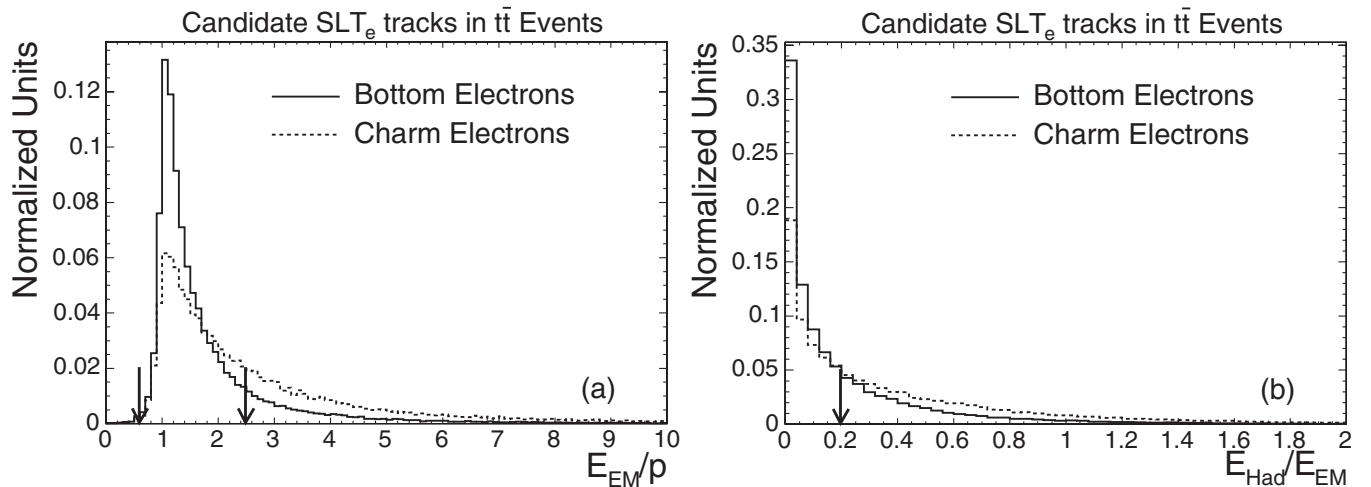 Candidate SLTₑ tracks in tt̄ Events
Normalized Units
0.12
0.1
0.08
0.06
0.04
0.02
0
Bottom Electrons
Charm Electrons
(a)
0 1 2 3 4 5 6 7 8 9 10
E_EM/p
Candidate SLTₑ tracks in tt̄ Events
Normalized Units
0.35
0.3
0.25
0.2
0.15
0.1
0.05
0
Bottom Electrons
Charm Electrons
(b)
0 0.2 0.4 0.6 0.8 1 1.2 1.4 1.6 1.8 2
E_Had/E_EM